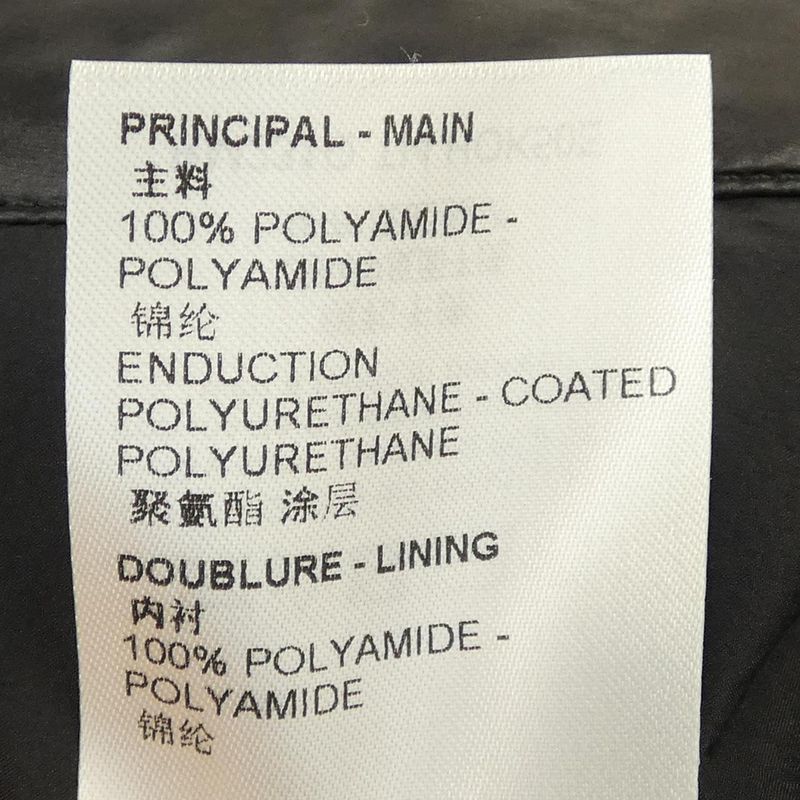 PRINCIPAL - MAIN
主料
100% POLYAMIDE -
POLYAMIDE
锦纶
ENDUCTION
POLYURETHANE - COATED
POLYURETHANE
聚氨酯 涂层
DOUBLURE - LINING
内衬
100% POLYAMIDE -
POLYAMIDE
锦纶